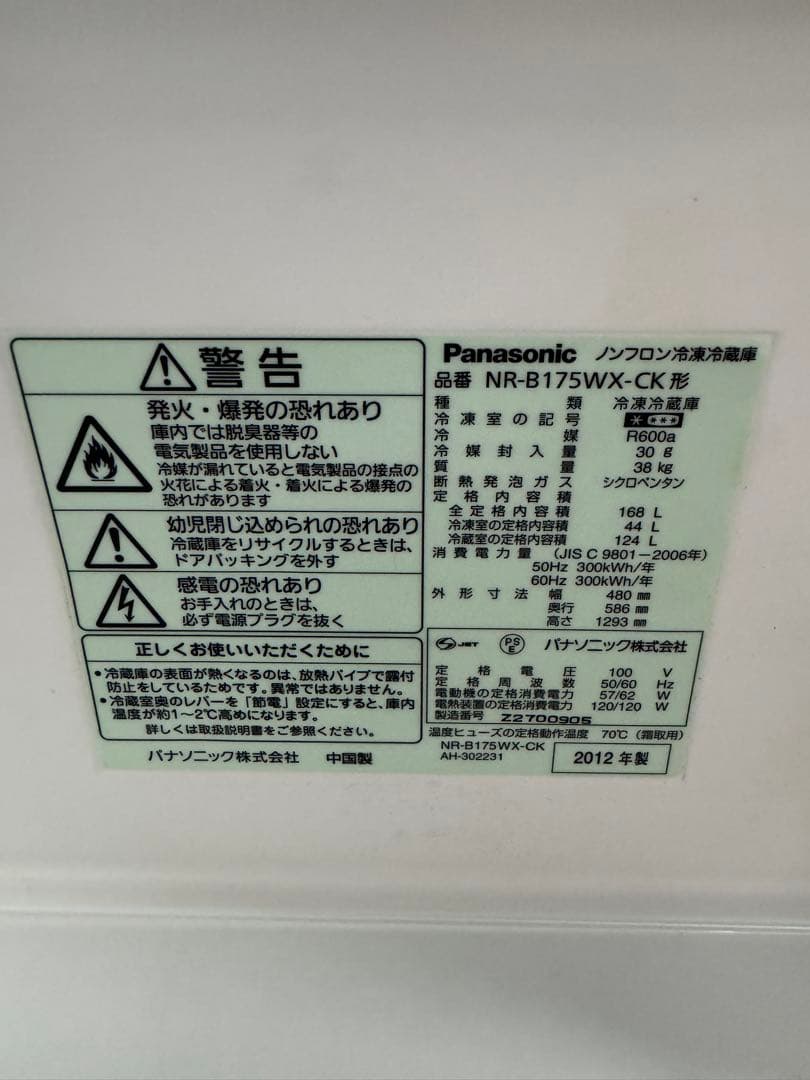 警告
発火・爆発の恐れあり
庫内では脱臭器等の
電気製品を使用しない
冷媒が漏れていると電気製品の接点の
火花による着火・着火による爆発の
恐れがあります
幼児閉じ込められの恐れあり
冷蔵庫をリサイクルするときは、
ドアパッキングを外す
感電の恐れあり
お手入れのときは、
必ず電源プラグを抜く
正しくお使いいただくために
・冷蔵庫の表面が熱くなるのは、放熱パイプで露付
防止をしているためです。異常ではありません。
・冷蔵室奥のレバーを「節電」設定にすると、庫内
温度が約1〜2℃高めになります。
詳しくは取扱説明書をご参照ください。
パナソニック株式会社 中国製
Panasonic ノンフロン冷凍冷蔵庫
品番 NR-B175WX-CK形
種類 冷凍冷蔵庫
冷凍室の記号 * ***
冷媒 R600a
冷媒封入量 30 g
質量 38 kg
断熱発泡ガス シクロペンタン
定格内容積
全定格内容積 168 L
冷凍室の定格内容積 44 L
冷蔵室の定格内容積 124 L
消費電力量 (JIS C 9801−2006年)
50Hz 300kWh/年
60Hz 300kWh/年
外形寸法 幅 480 mm
奥行 586 mm
高さ 1293 mm
JET PS E パナソニック株式会社
定格電圧 100 V
定格周波数 50/60 Hz
電動機の定格消費電力 57/62 W
電熱装置の定格消費電力 120/120 W
製造番号 Z2700905
温度ヒューズの定格動作温度 70℃(霜取用)
NR-B175WX-CK
AH-302231
2012 年製